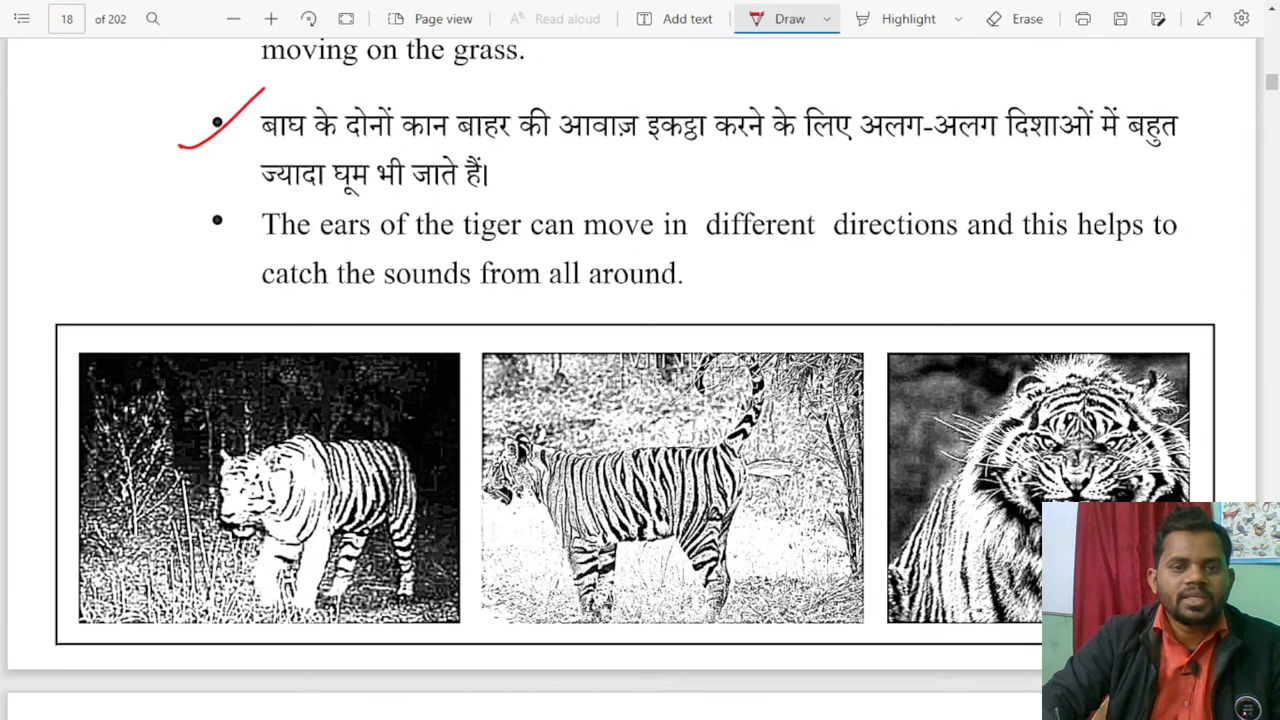 18 of 202 Page view Read aloud Add text Draw Highlight Erase
moving on the grass.
• बाघ के दोनों कान बाहर की आवाज़ इकट्ठा करने के लिए अलग-अलग दिशाओं में बहुत
ज्यादा घूम भी जाते हैं।
• The ears of the tiger can move in different directions and this helps to
catch the sounds from all around.